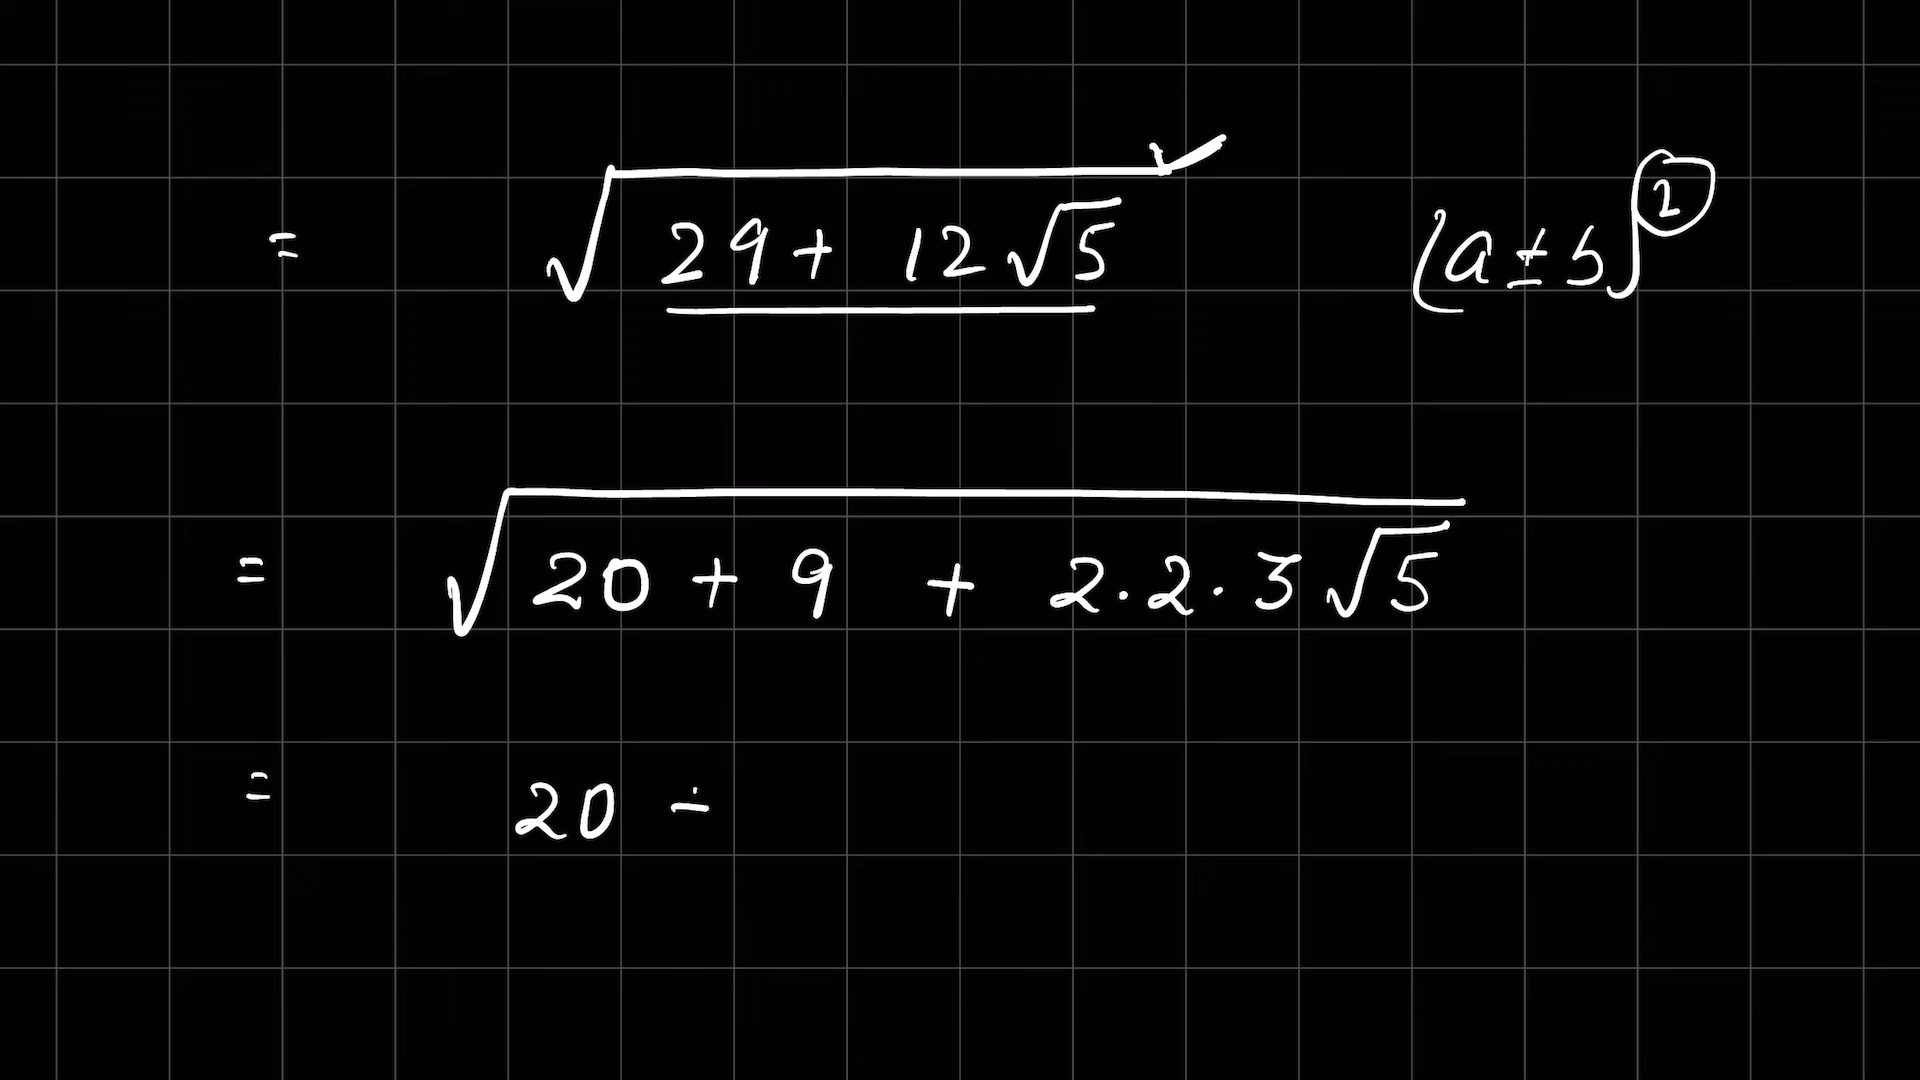 = √(29 + 12√5) (a ± b)²
= √(20 + 9 + 2·2·3√5)
= 20 ÷